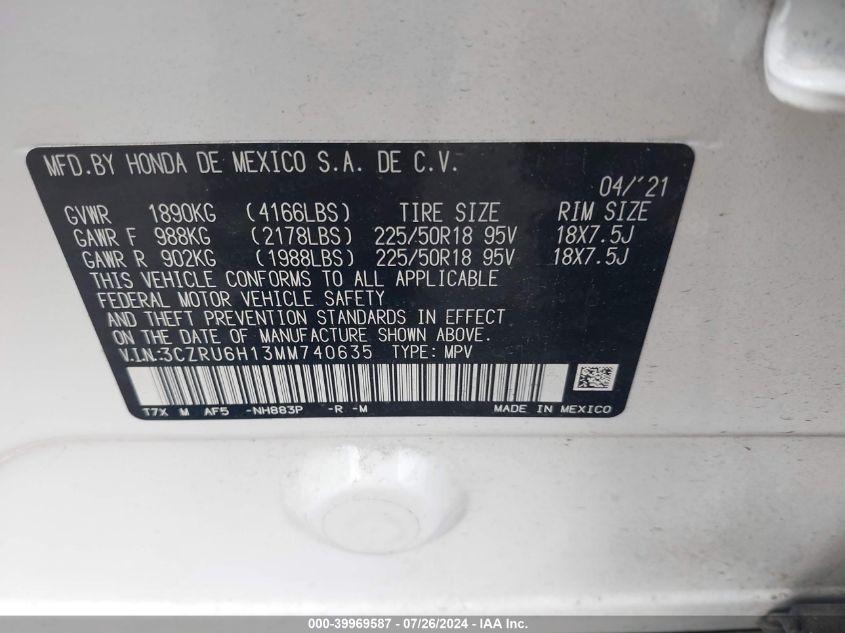 MFD.BY HONDA DE MEXICO S.A. DE C.V.
04/'21
GVWR 1890KG (4166LBS) TIRE SIZE RIM SIZE
GAWR F 988KG (2178LBS) 225/50R18 95V 18X7.5J
GAWR R 902KG (1988LBS) 225/50R18 95V 18X7.5J
THIS VEHICLE CONFORMS TO ALL APPLICABLE
FEDERAL MOTOR VEHICLE SAFETY
AND THEFT PREVENTION STANDARDS IN EFFECT
ON THE DATE OF MANUFACTURE SHOWN ABOVE.
V.I.N:3CZRU6H13MM740635 TYPE: MPV
T7X M AF5 -NH883P -R -M MADE IN MEXICO
000-39969587 - 07/26/2024 - IAA Inc.